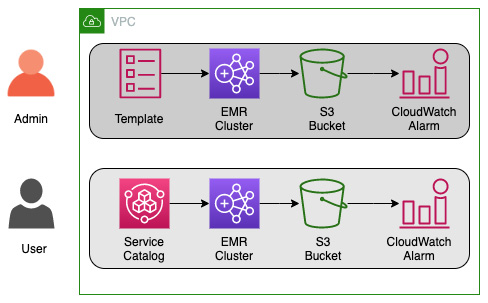 VPC
Admin
Template
EMR
Cluster
S3
Bucket
CloudWatch
Alarm
User
Service
Catalog
EMR
Cluster
S3
Bucket
CloudWatch
Alarm